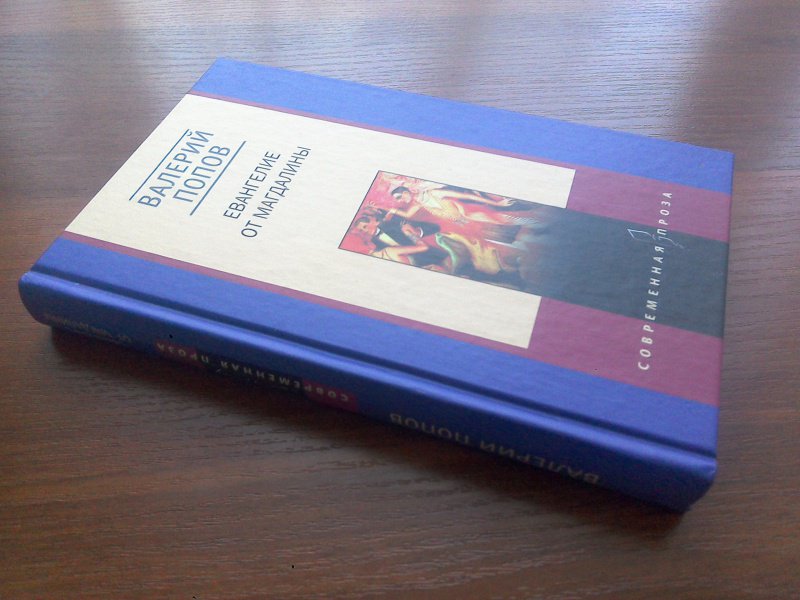 ВАЛЕРИЙ
ПОПОВ
ЕВАНГЕЛИЕ
ОТ МАГДАЛИНЫ
СОВРЕМЕННАЯ ПРОЗА
ВАЛЕРИЙ ПОПОВ
СОВРЕМЕННАЯ ПРОЗА